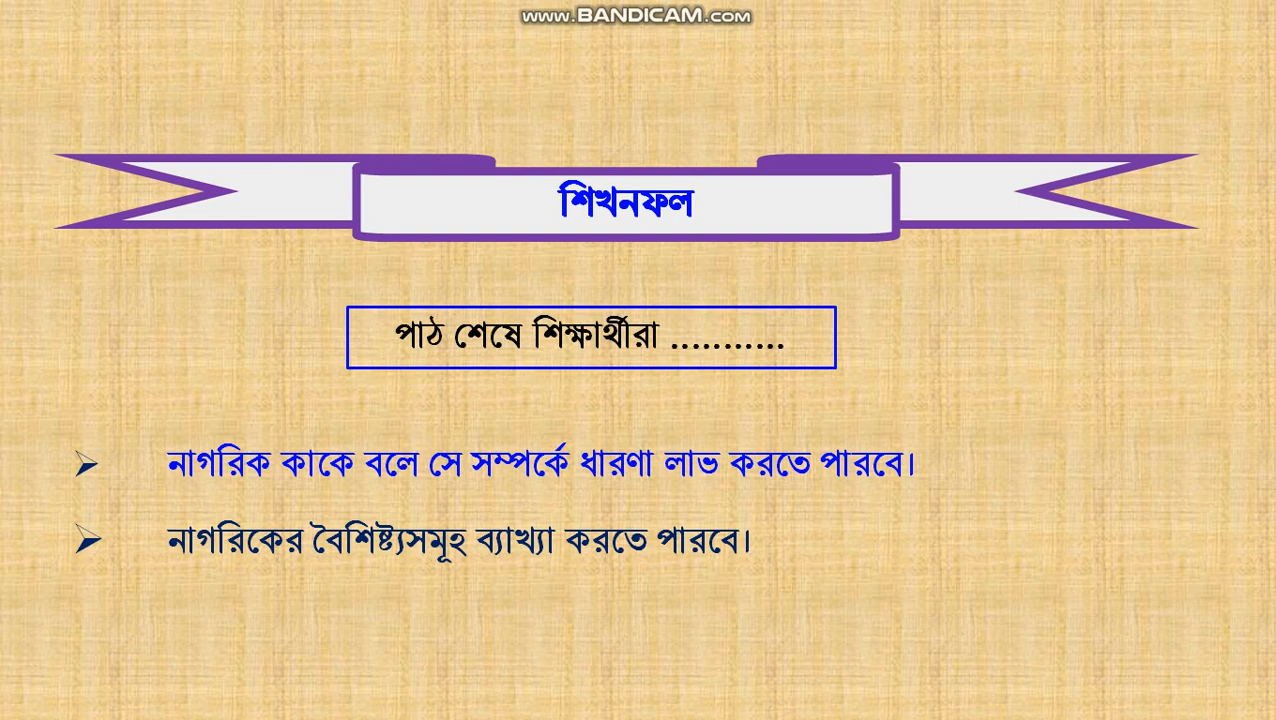 www.BANDICAM.com
শিখনফল
পাঠ শেষে শিক্ষার্থীরা ...........
➢ নাগরিক কাকে বলে সে সম্পর্কে ধারণা লাভ করতে পারবে।
➢ নাগরিকের বৈশিষ্ট্যসমূহ ব্যাখ্যা করতে পারবে।